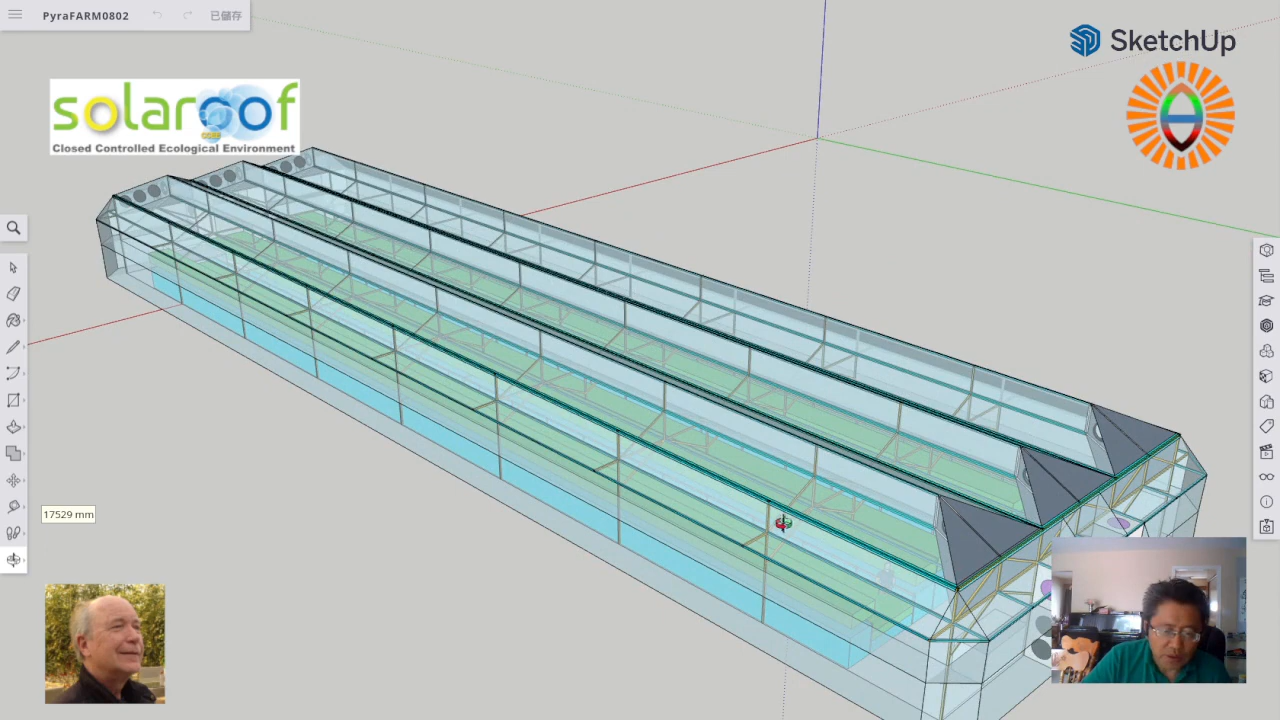 PyraFARM0802
已儲存
SketchUp
solaroof
Closed Controlled Ecological Environment
17529 mm